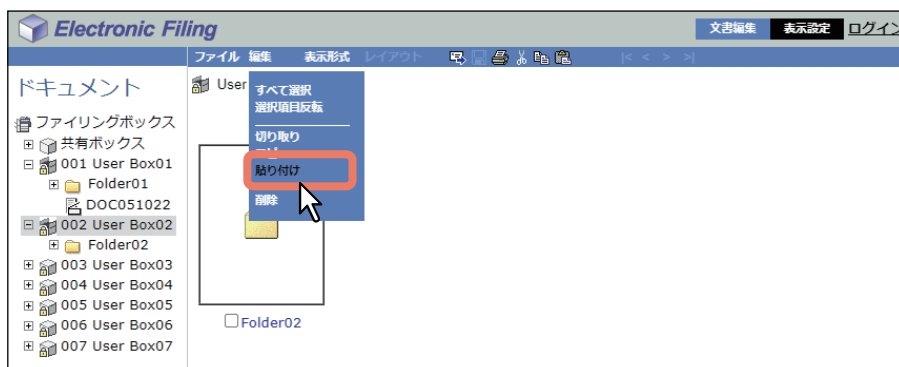 Electronic Filing
文書編集 表示設定 ログイン
ファイル 編集 表示形式 レイアウト |< < > >|
ドキュメント
User
すべて選択
選択項目反転
切り取り
貼り付け
削除
ファイリングボックス
共有ボックス
001 User Box01
Folder01
DOC051022
002 User Box02
Folder02
003 User Box03
004 User Box04
005 User Box05
006 User Box06
007 User Box07
Folder02